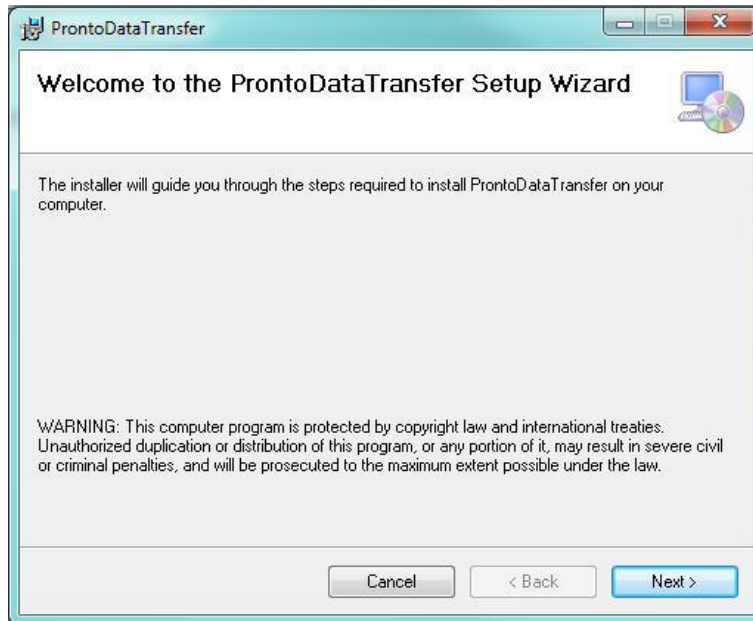 ProntoDataTransfer
Welcome to the ProntoDataTransfer Setup Wizard
The installer will guide you through the steps required to install ProntoDataTransfer on your
computer.
WARNING: This computer program is protected by copyright law and international treaties.
Unauthorized duplication or distribution of this program, or any portion of it, may result in severe civil
or criminal penalties, and will be prosecuted to the maximum extent possible under the law.
Cancel < Back Next >